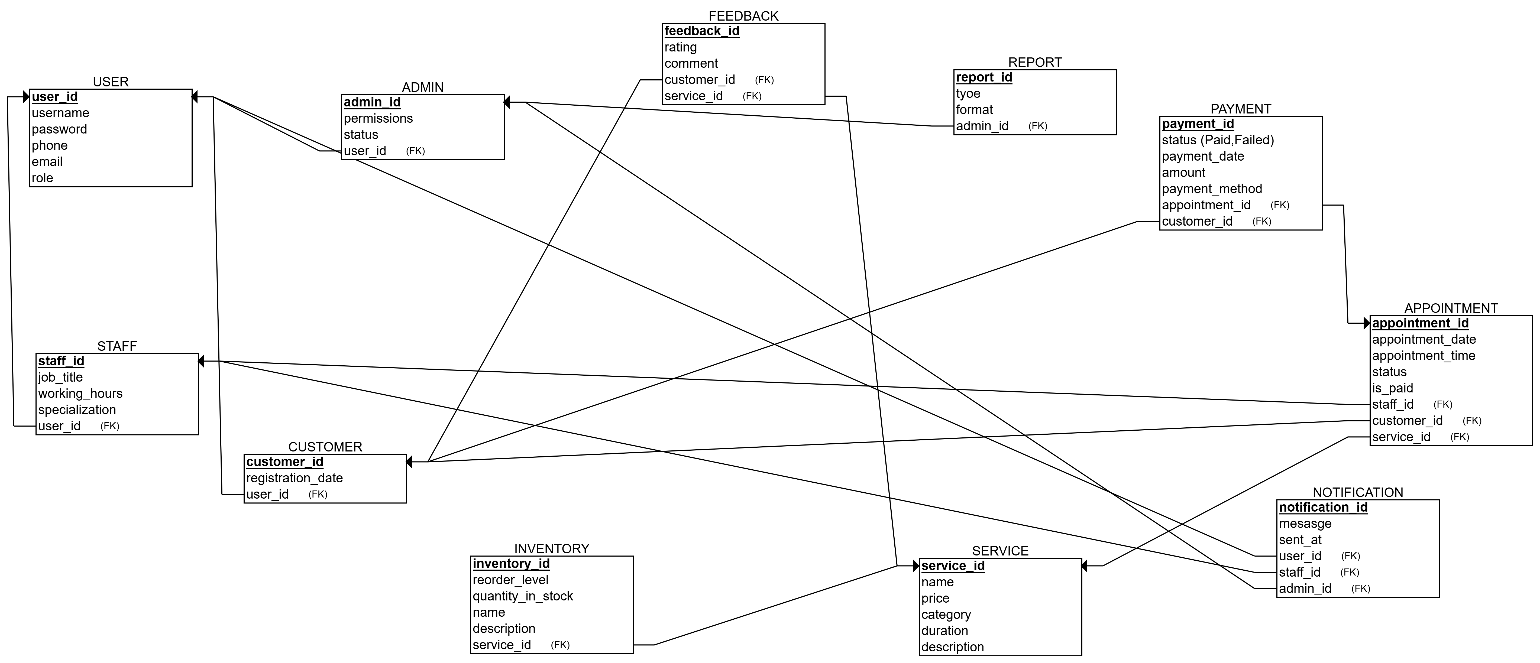 FEEDBACK
feedback_id
rating
comment
customer_id (FK)
service_id (FK)
REPORT
report_id
tyoe
format
admin_id (FK)
USER
user_id
username
password
phone
email
role
ADMIN
admin_id
permissions
status
user_id (FK)
PAYMENT
payment_id
status (Paid,Failed)
payment_date
amount
payment_method
appointment_id (FK)
customer_id (FK)
APPOINTMENT
appointment_id
appointment_date
appointment_time
status
is_paid
staff_id (FK)
customer_id (FK)
service_id (FK)
STAFF
staff_id
job_title
working_hours
specialization
user_id (FK)
CUSTOMER
customer_id
registration_date
user_id (FK)
NOTIFICATION
notification_id
mesasge
sent_at
user_id (FK)
staff_id (FK)
admin_id (FK)
INVENTORY
inventory_id
reorder_level
quantity_in_stock
name
description
service_id (FK)
SERVICE
service_id
name
price
category
duration
description